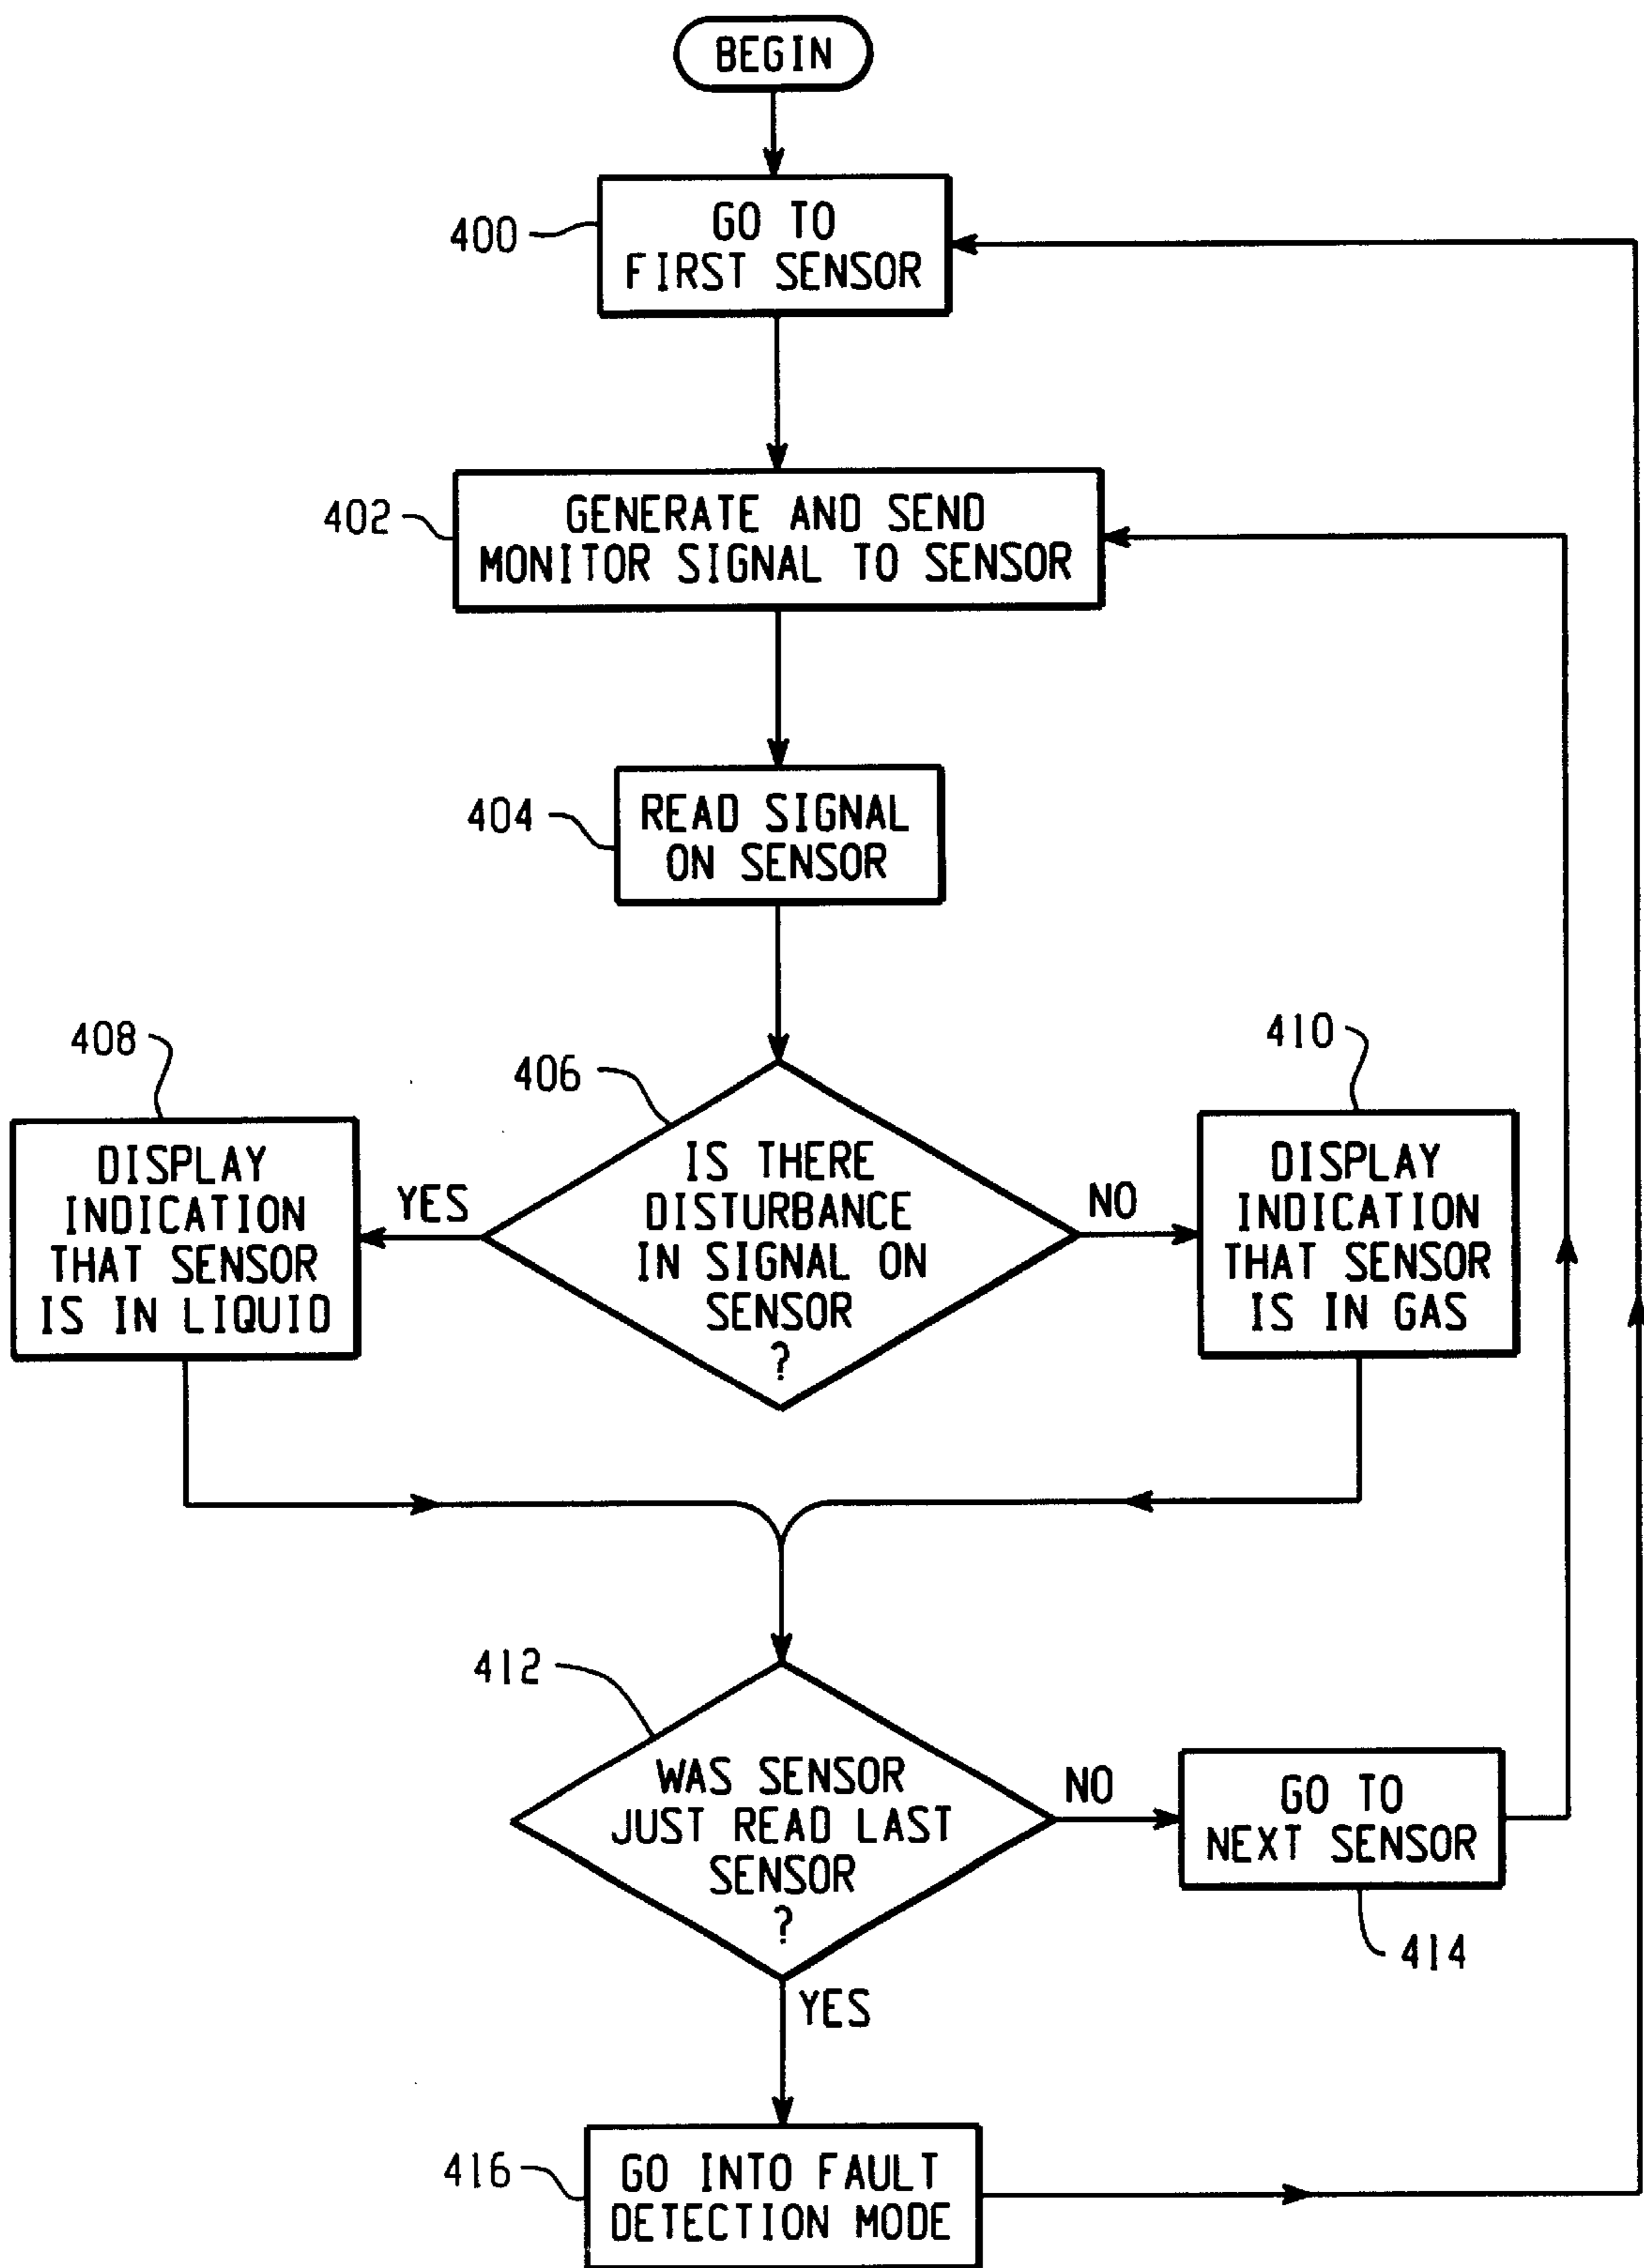 BEGIN
400
GO TO
FIRST SENSOR
402
GENERATE AND SEND
MONITOR SIGNAL TO SENSOR
404
READ SIGNAL
ON SENSOR
406
IS THERE
DISTURBANCE
IN SIGNAL ON
SENSOR
?
YES
NO
408
DISPLAY
INDICATION
THAT SENSOR
IS IN LIQUID
410
DISPLAY
INDICATION
THAT SENSOR
IS IN GAS
412
WAS SENSOR
JUST READ LAST
SENSOR
?
NO
GO TO
NEXT SENSOR
414
YES
416
GO INTO FAULT
DETECTION MODE